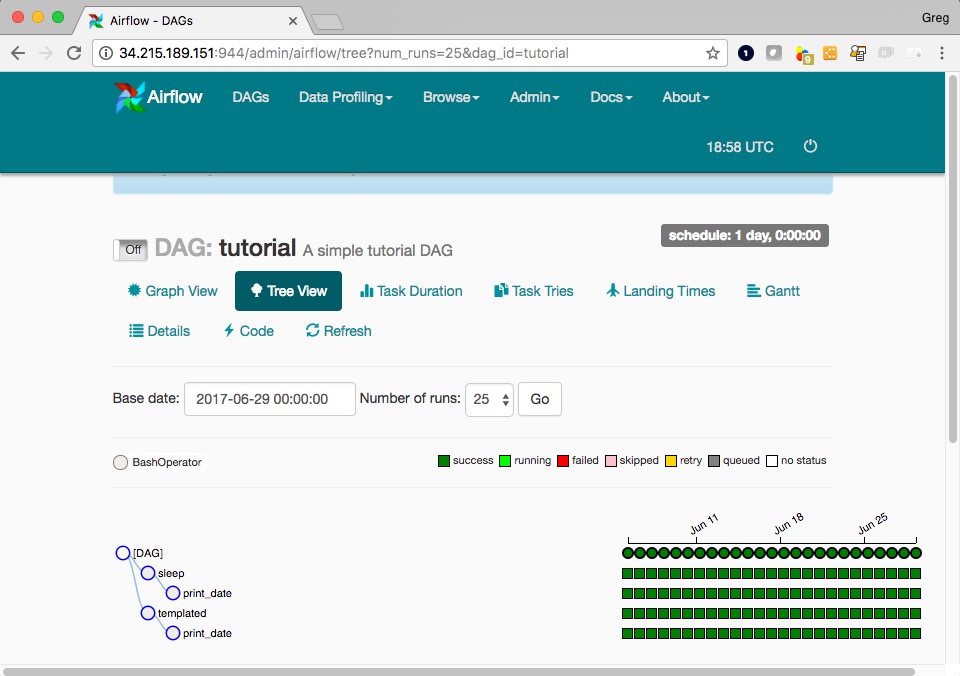 Airflow - DAGs
Greg
34.215.189.151:944/admin/airflow/tree?num_runs=25&dag_id=tutorial
1
9
Airflow DAGs Data Profiling Browse Admin Docs About
18:58 UTC
Off DAG: tutorial A simple tutorial DAG
schedule: 1 day, 0:00:00
Graph View Tree View Task Duration Task Tries Landing Times Gantt
Details Code Refresh
Base date: 2017-06-29 00:00:00 Number of runs: 25 Go
BashOperator success running failed skipped retry queued no status
Jun 11 Jun 18 Jun 25
[DAG]
sleep
print_date
templated
print_date